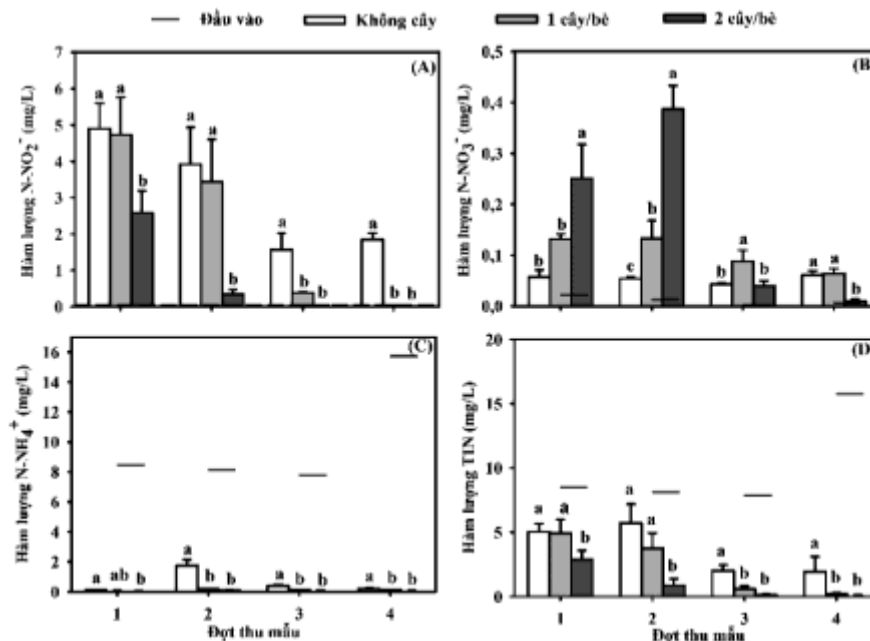 Đầu vào Không cây 1 cây/bè 2 cây/bè
(A)
Hàm lượng N-NO₂⁻ (mg/L)
7
6
5
4
3
2
1
0
a a b
a a b
a b b
a b b
(B)
Hàm lượng N-NO₃⁻ (mg/L)
0,5
0,4
0,3
0,2
0,1
0,0
b b a
c b a
b a b
a a b
(C)
Hàm lượng N-NH₄⁺ (mg/L)
16
14
12
10
8
6
4
2
0
a ab b
a b b
a b b
a b b
1 2 3 4
Đợt thu mẫu
(D)
Hàm lượng TIN (mg/L)
20
15
10
5
0
a a b
a a b
a b b
a b b
1 2 3 4
Đợt thu mẫu